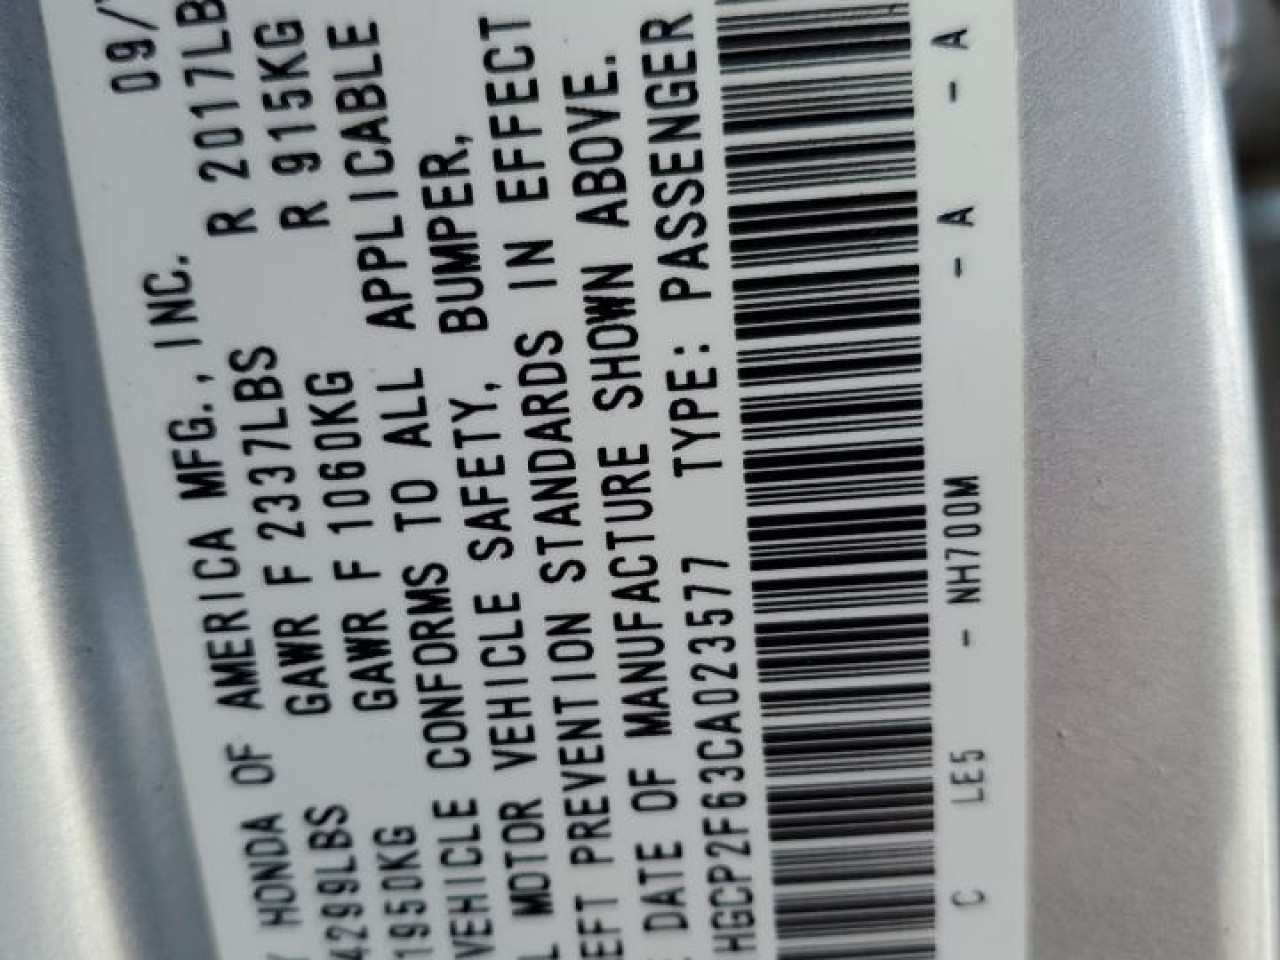 Y HONDA OF AMERICA MFG., INC. 09/
4299LBS GAWR F 2337LBS R 2017LB
1950KG GAWR F 1060KG R 915KG
VEHICLE CONFORMS TO ALL APPLICABLE
L MOTOR VEHICLE SAFETY, BUMPER,
EFT PREVENTION STANDARDS IN EFFECT
E DATE OF MANUFACTURE SHOWN ABOVE.
HGCP2F63CA023577 TYPE: PASSENGER
C LE5 - NH700M - A - A